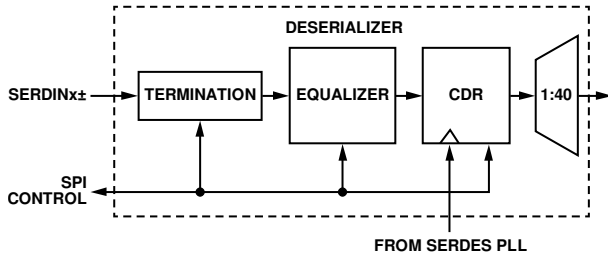 DESERIALIZER
SERDINx±
TERMINATION
EQUALIZER
CDR
1:40
SPI
CONTROL
FROM SERDES PLL